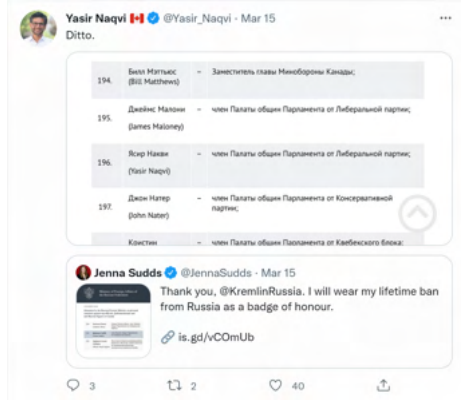 Yasir Naqvi 🇨🇦 @Yasir_Naqvi · Mar 15
Ditto.
194. Билл Мэттьюс – Заместитель главы Минобороны Канады;
(Bill Matthews)
Джеймс Малони – член Палаты общин Парламента от Либеральной партии;
195.
(James Maloney)
Ясир Накви – член Палаты общин Парламента от Либеральной партии;
196.
(Yasir Naqvi)
Джон Натер – член Палаты общин Парламента от Консервативной
197. партии;
(John Nater)
Констин – член Палаты общин Парламента от Квебекского блока;
Jenna Sudds @JennaSudds · Mar 15
Thank you, @KremlinRussia. I will wear my lifetime ban
from Russia as a badge of honour.
is.gd/vCOmUb
3 2 40